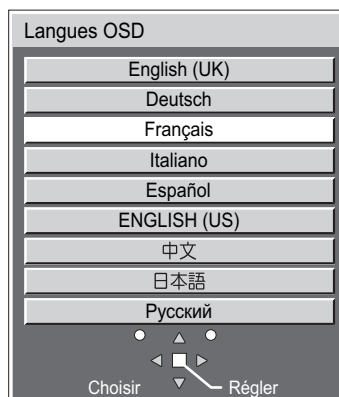 Langues OSD
English (UK)
Deutsch
Français
Italiano
Español
ENGLISH (US)
中文
日本語
Русский
Choisir Régler